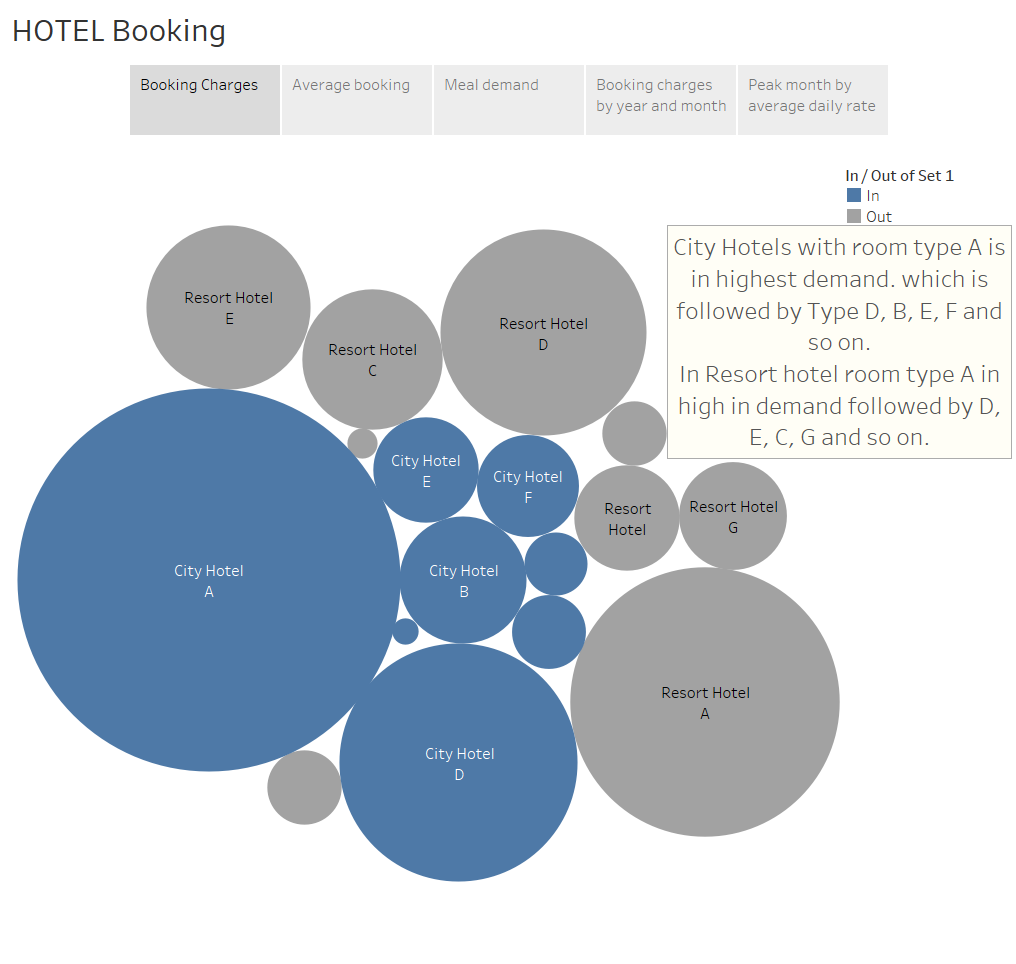 HOTEL Booking
Booking Charges
Average booking
Meal demand
Booking charges
by year and month
Peak month by
average daily rate
In / Out of Set 1
In
Out
City Hotels with room type A is
in highest demand. which is
followed by Type D, B, E, F and
so on.
In Resort hotel room type A in
high in demand followed by D,
E, C, G and so on.
Resort Hotel
E
Resort Hotel
C
Resort Hotel
D
City Hotel
E
City Hotel
F
Resort
Hotel
Resort Hotel
G
City Hotel
A
City Hotel
B
Resort Hotel
A
City Hotel
D